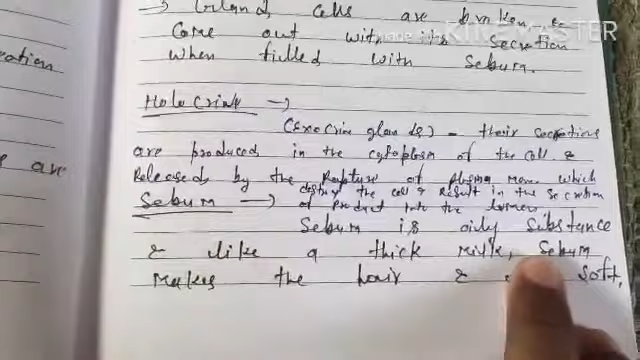 → Gland, cells are broken &
Come out with its secretion
when filled with Sebum.
Holocrine →
(Exocrine glands) - their secretions
are produced in the cytoplasm of the cell &
Released by the Rupture of plasma mem. which
destroy the cell & Result in the secretion
of Product into the lumen
Sebum →
Sebum is oily substance
& like a thick milk, Sebum
makes the hair & soft,
are
KINEMASTER